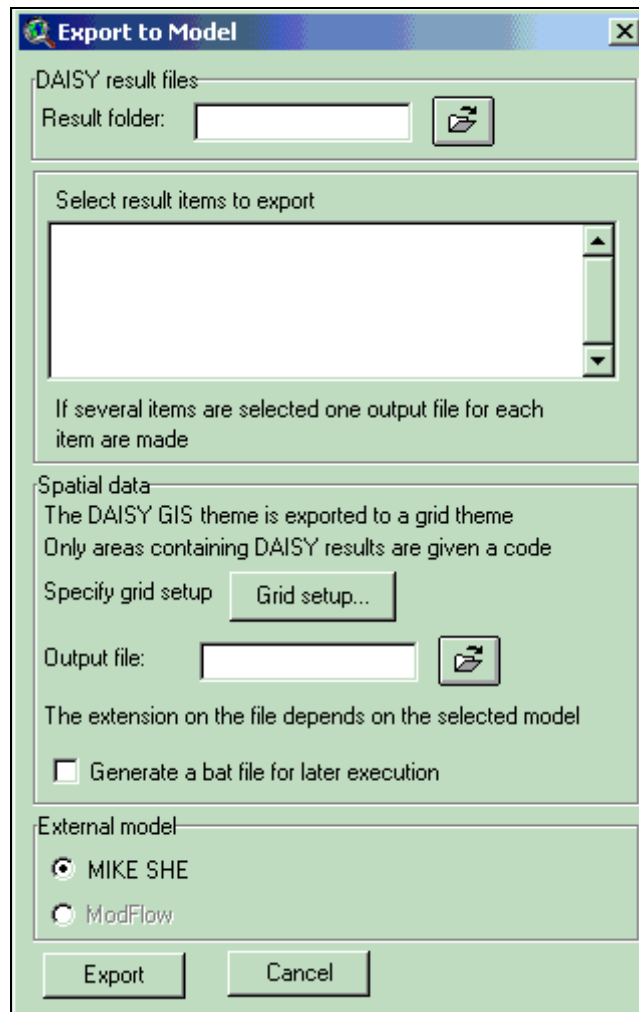 Export to Model
DAISY result files
Result folder:
Select result items to export
If several items are selected one output file for each
item are made
Spatial data
The DAISY GIS theme is exported to a grid theme
Only areas containing DAISY results are given a code
Specify grid setup
Grid setup...
Output file:
The extension on the file depends on the selected model
Generate a bat file for later execution
External model
MIKE SHE
ModFlow
Export
Cancel